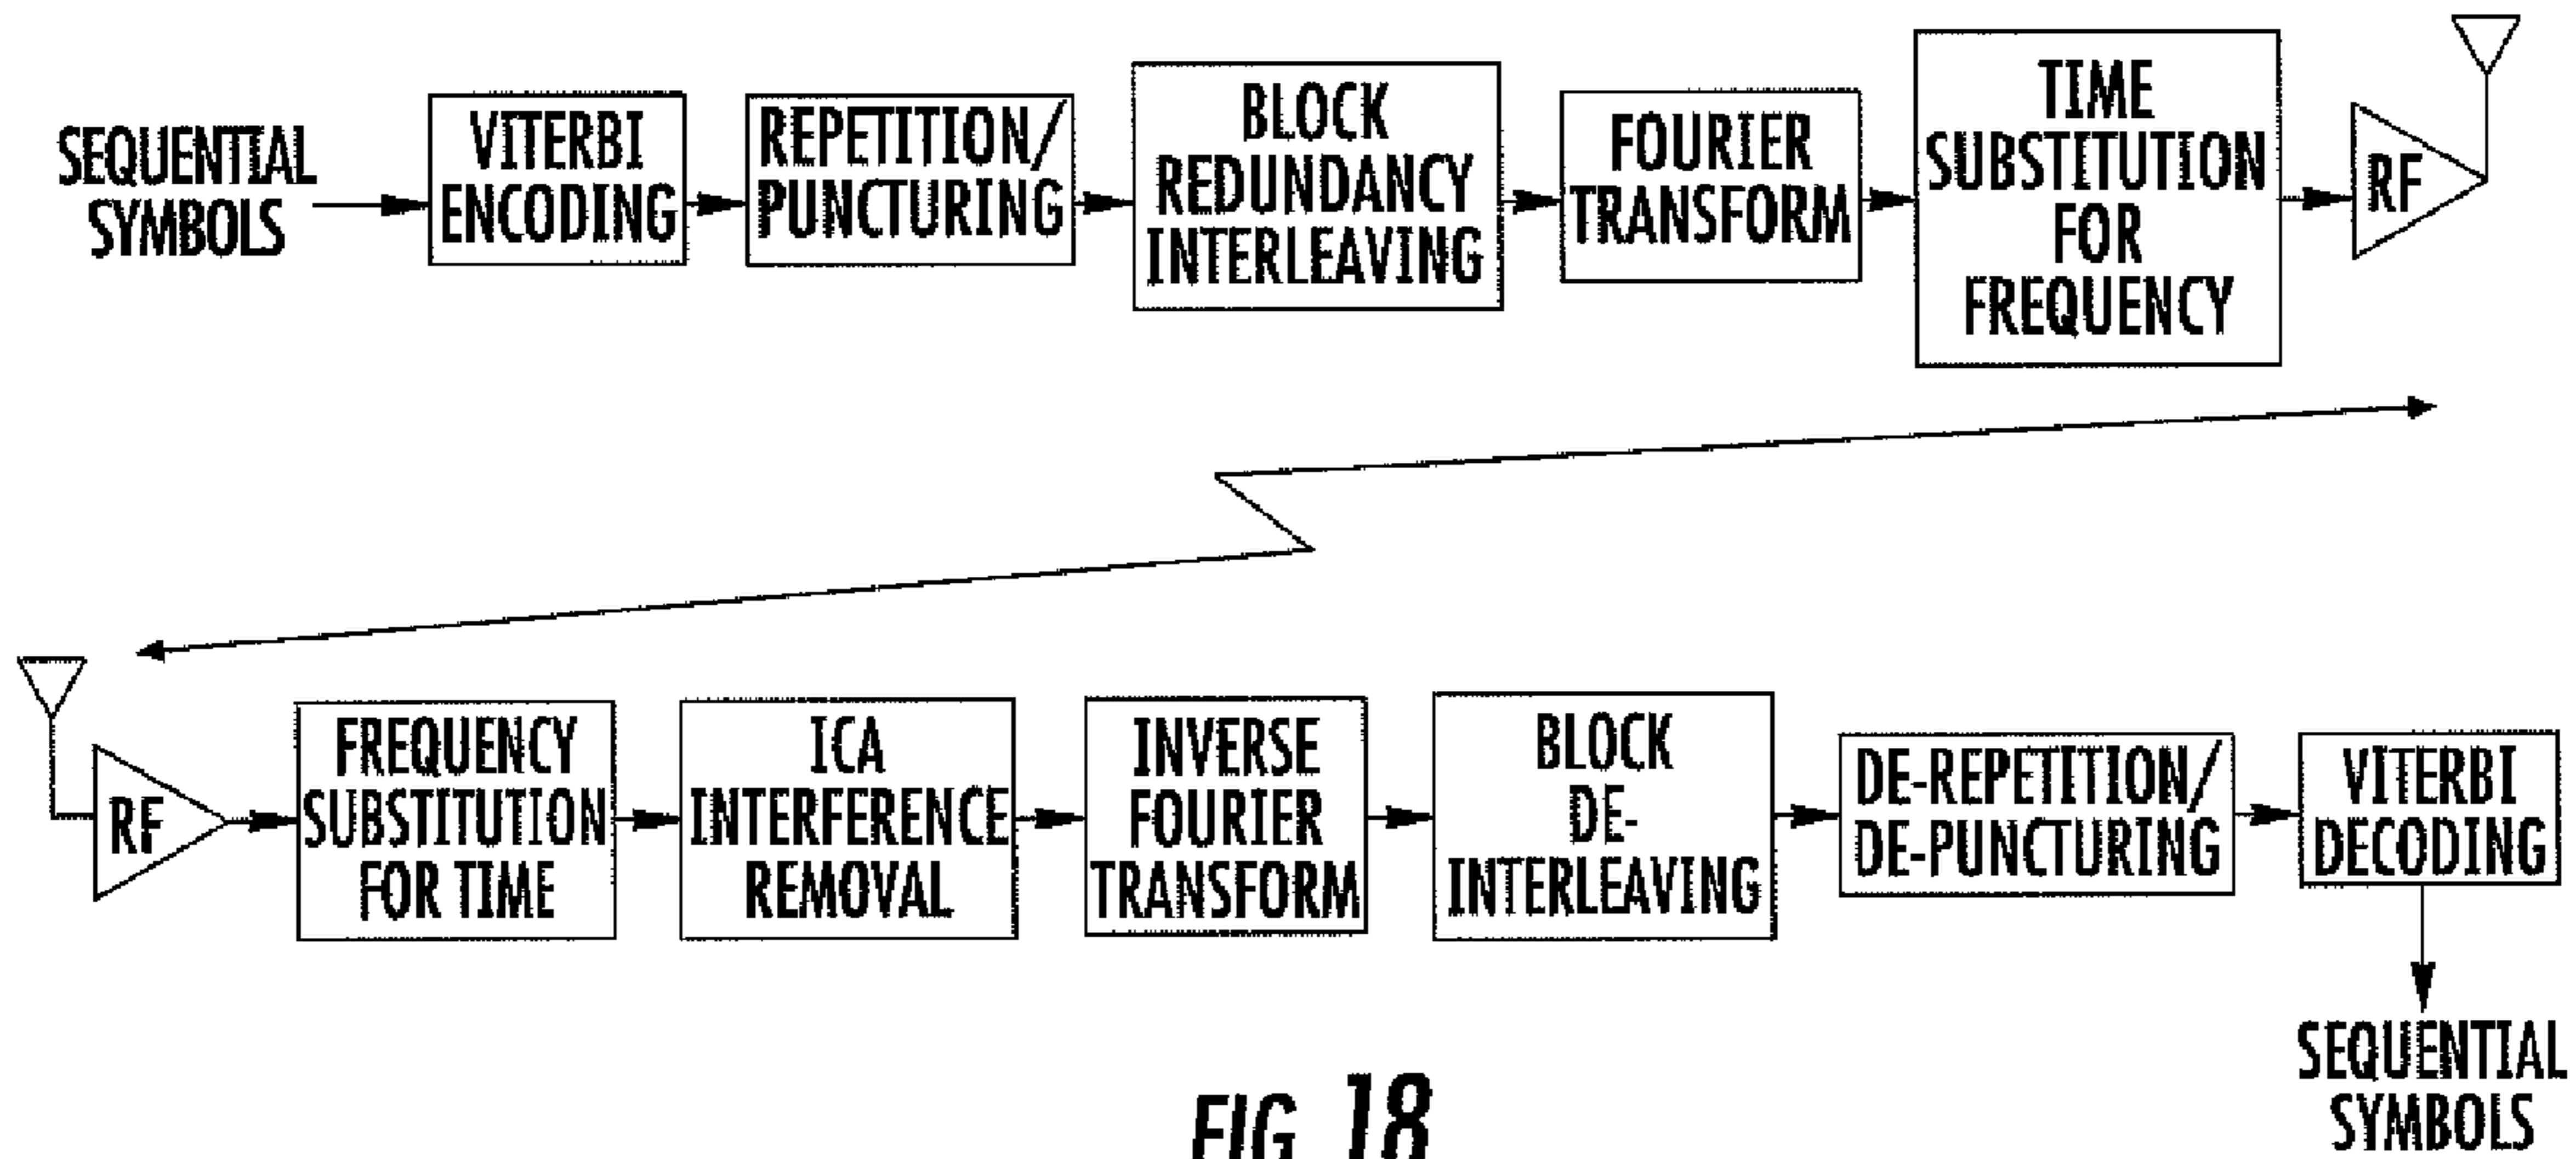 SEQUENTIAL
SYMBOLS
VITERBI
ENCODING
REPETITION/
PUNCTURING
BLOCK
REDUNDANCY
INTERLEAVING
FOURIER
TRANSFORM
TIME
SUBSTITUTION
FOR
FREQUENCY
RF
RF
FREQUENCY
SUBSTITUTION
FOR TIME
ICA
INTERFERENCE
REMOVAL
INVERSE
FOURIER
TRANSFORM
BLOCK
DE-
INTERLEAVING
DE-REPETITION/
DE-PUNCTURING
VITERBI
DECODING
SEQUENTIAL
SYMBOLS
FIG 18